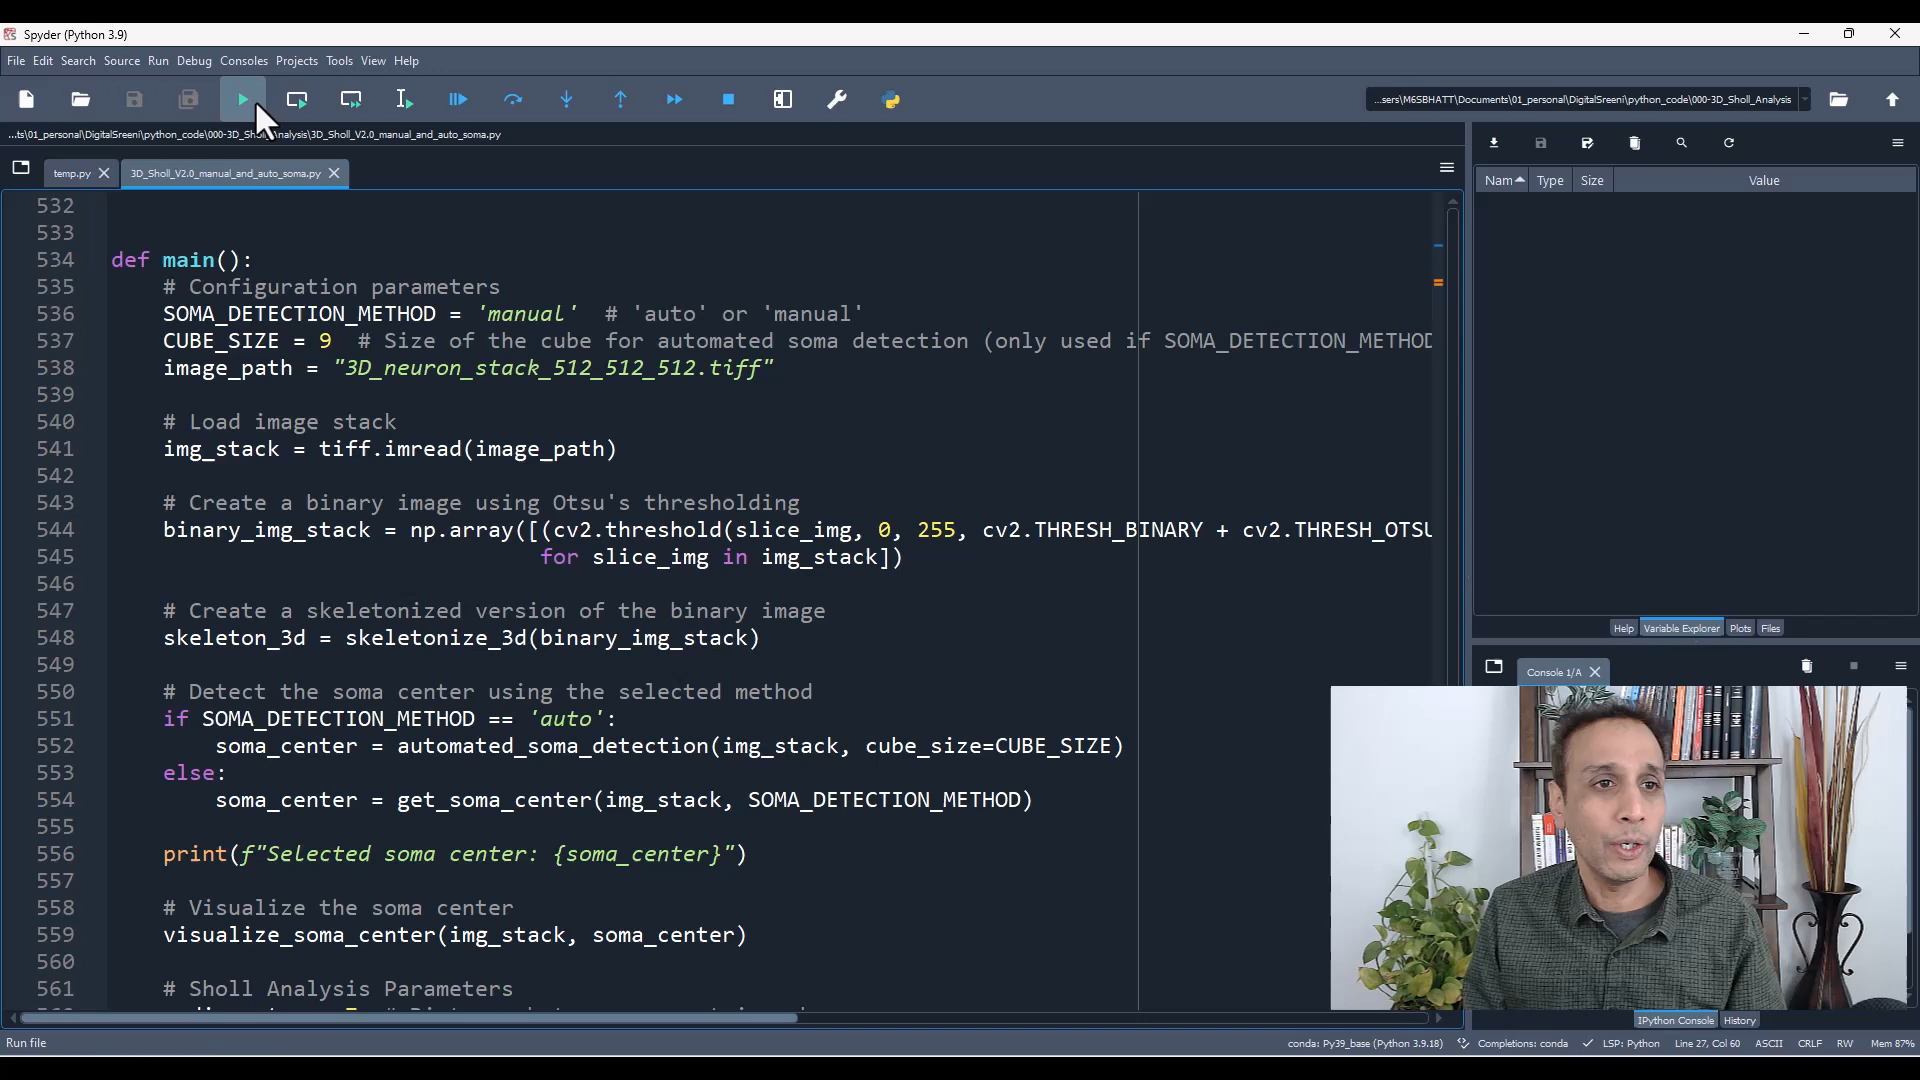 Spyder (Python 3.9)
File Edit Search Source Run Debug Consoles Projects Tools View Help
...sers\M6SBHATT\Documents\01_personal\DigitalSreeni\python_code\000-3D_Sholl_Analysis
temp.py
3D_Sholl_V2.0_manual_and_auto_soma.py
Nam Type Size Value
532
533
534 def main():
535 # Configuration parameters
536 SOMA_DETECTION_METHOD = 'manual' # 'auto' or 'manual'
537 CUBE_SIZE = 9 # Size of the cube for automated soma detection (only used if SOMA_DETECTION_METHOD
538 image_path = "3D_neuron_stack_512_512_512.tiff"
539
540 # Load image stack
541 img_stack = tiff.imread(image_path)
542
543 # Create a binary image using Otsu's thresholding
544 binary_img_stack = np.array([(cv2.threshold(slice_img, 0, 255, cv2.THRESH_BINARY + cv2.THRESH_OTSU
545 for slice_img in img_stack])
546
547 # Create a skeletonized version of the binary image
548 skeleton_3d = skeletonize_3d(binary_img_stack)
549
550 # Detect the soma center using the selected method
551 if SOMA_DETECTION_METHOD == 'auto':
552 soma_center = automated_soma_detection(img_stack, cube_size=CUBE_SIZE)
553 else:
554 soma_center = get_soma_center(img_stack, SOMA_DETECTION_METHOD)
555
556 print(f"Selected soma center: {soma_center}")
557
558 # Visualize the soma center
559 visualize_soma_center(img_stack, soma_center)
560
561 # Sholl Analysis Parameters
Help Variable Explorer Plots Files
Console 1/A
IPython Console History
Run file
conda: Py39_base (Python 3.9.18) Completions: conda LSP: Python Line 27, Col 60 ASCII CRLF RW Mem 87%